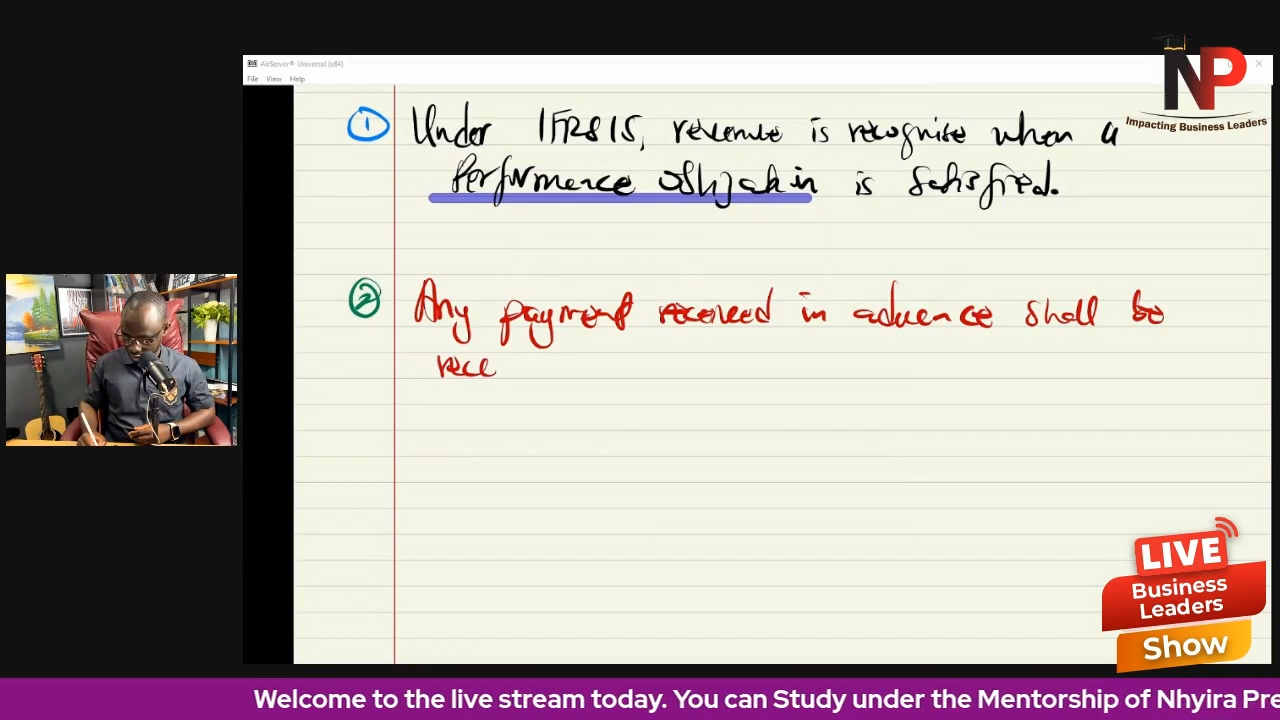 AirServer® Universal (x64)
File View Help
NP
Impacting Business Leaders
① Under IFRS 15, revenue is recognise when a
Performance Obligation is Satisfied.
② Any payment received in advance shall be
rece
LIVE
Business
Leaders
Show
Welcome to the live stream today. You can Study under the Mentorship of Nhyira Pre